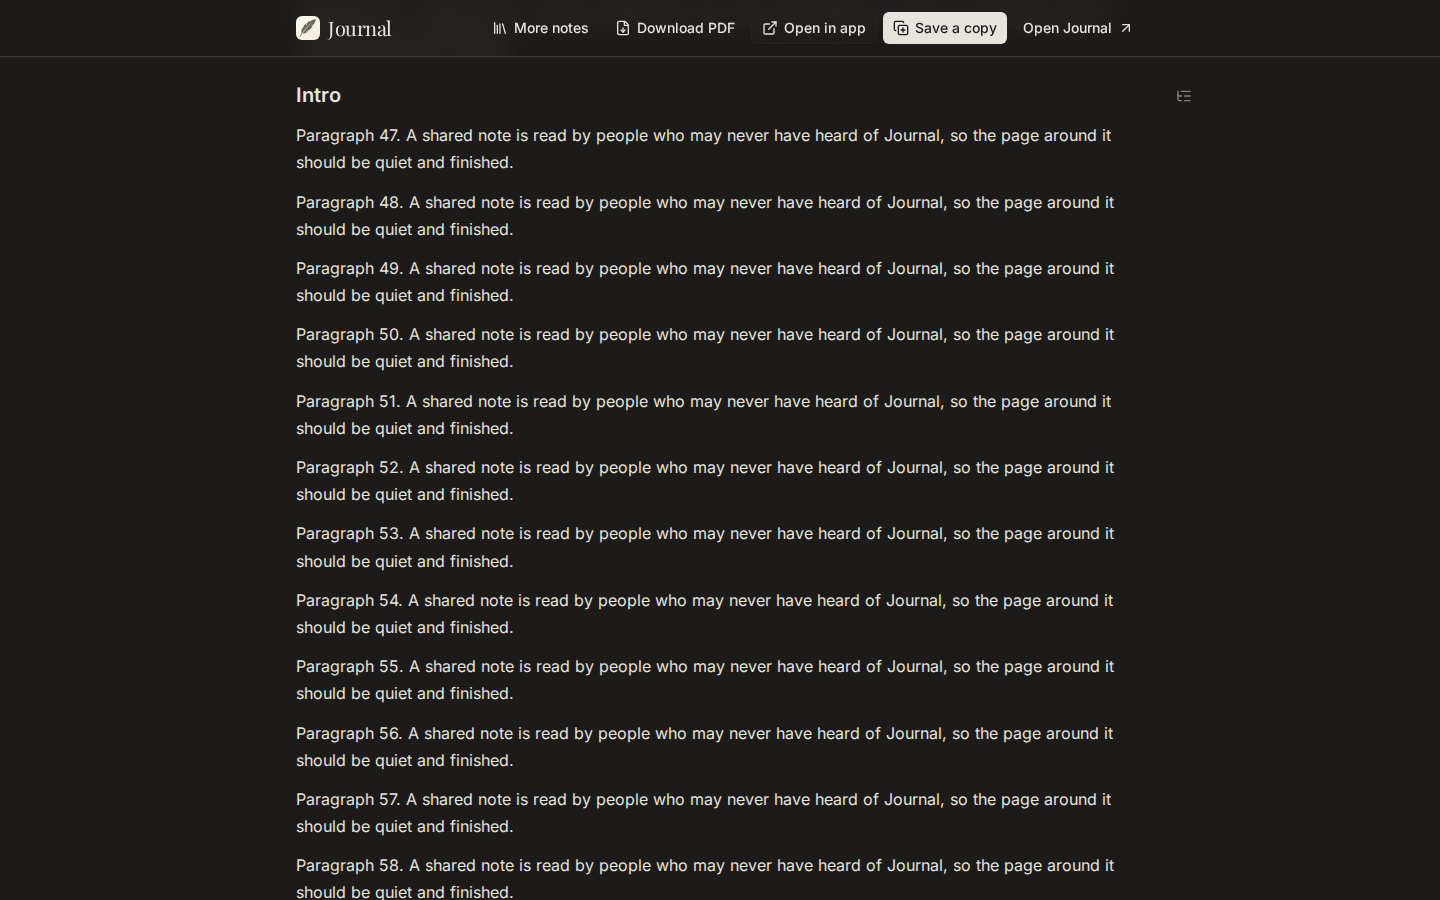 Journal
More notes
Download PDF
Open in app
Save a copy
Open Journal
Intro
Paragraph 47. A shared note is read by people who may never have heard of Journal, so the page around it
should be quiet and finished.
Paragraph 48. A shared note is read by people who may never have heard of Journal, so the page around it
should be quiet and finished.
Paragraph 49. A shared note is read by people who may never have heard of Journal, so the page around it
should be quiet and finished.
Paragraph 50. A shared note is read by people who may never have heard of Journal, so the page around it
should be quiet and finished.
Paragraph 51. A shared note is read by people who may never have heard of Journal, so the page around it
should be quiet and finished.
Paragraph 52. A shared note is read by people who may never have heard of Journal, so the page around it
should be quiet and finished.
Paragraph 53. A shared note is read by people who may never have heard of Journal, so the page around it
should be quiet and finished.
Paragraph 54. A shared note is read by people who may never have heard of Journal, so the page around it
should be quiet and finished.
Paragraph 55. A shared note is read by people who may never have heard of Journal, so the page around it
should be quiet and finished.
Paragraph 56. A shared note is read by people who may never have heard of Journal, so the page around it
should be quiet and finished.
Paragraph 57. A shared note is read by people who may never have heard of Journal, so the page around it
should be quiet and finished.
Paragraph 58. A shared note is read by people who may never have heard of Journal, so the page around it
should be quiet and finished.